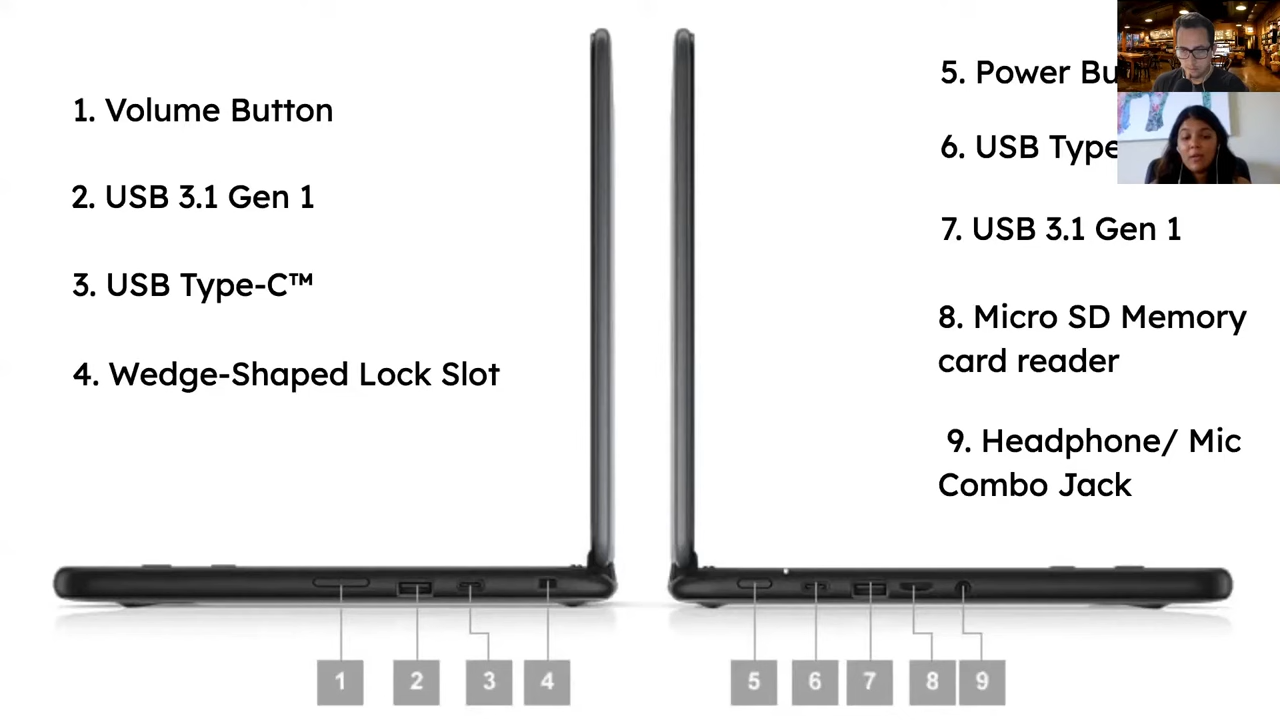 1. Volume Button
2. USB 3.1 Gen 1
3. USB Type-C™
4. Wedge-Shaped Lock Slot
5. Power
6. USB Type
7. USB 3.1 Gen 1
8. Micro SD Memory
card reader
9. Headphone/ Mic
Combo Jack
1 2 3 4 5 6 7 8 9